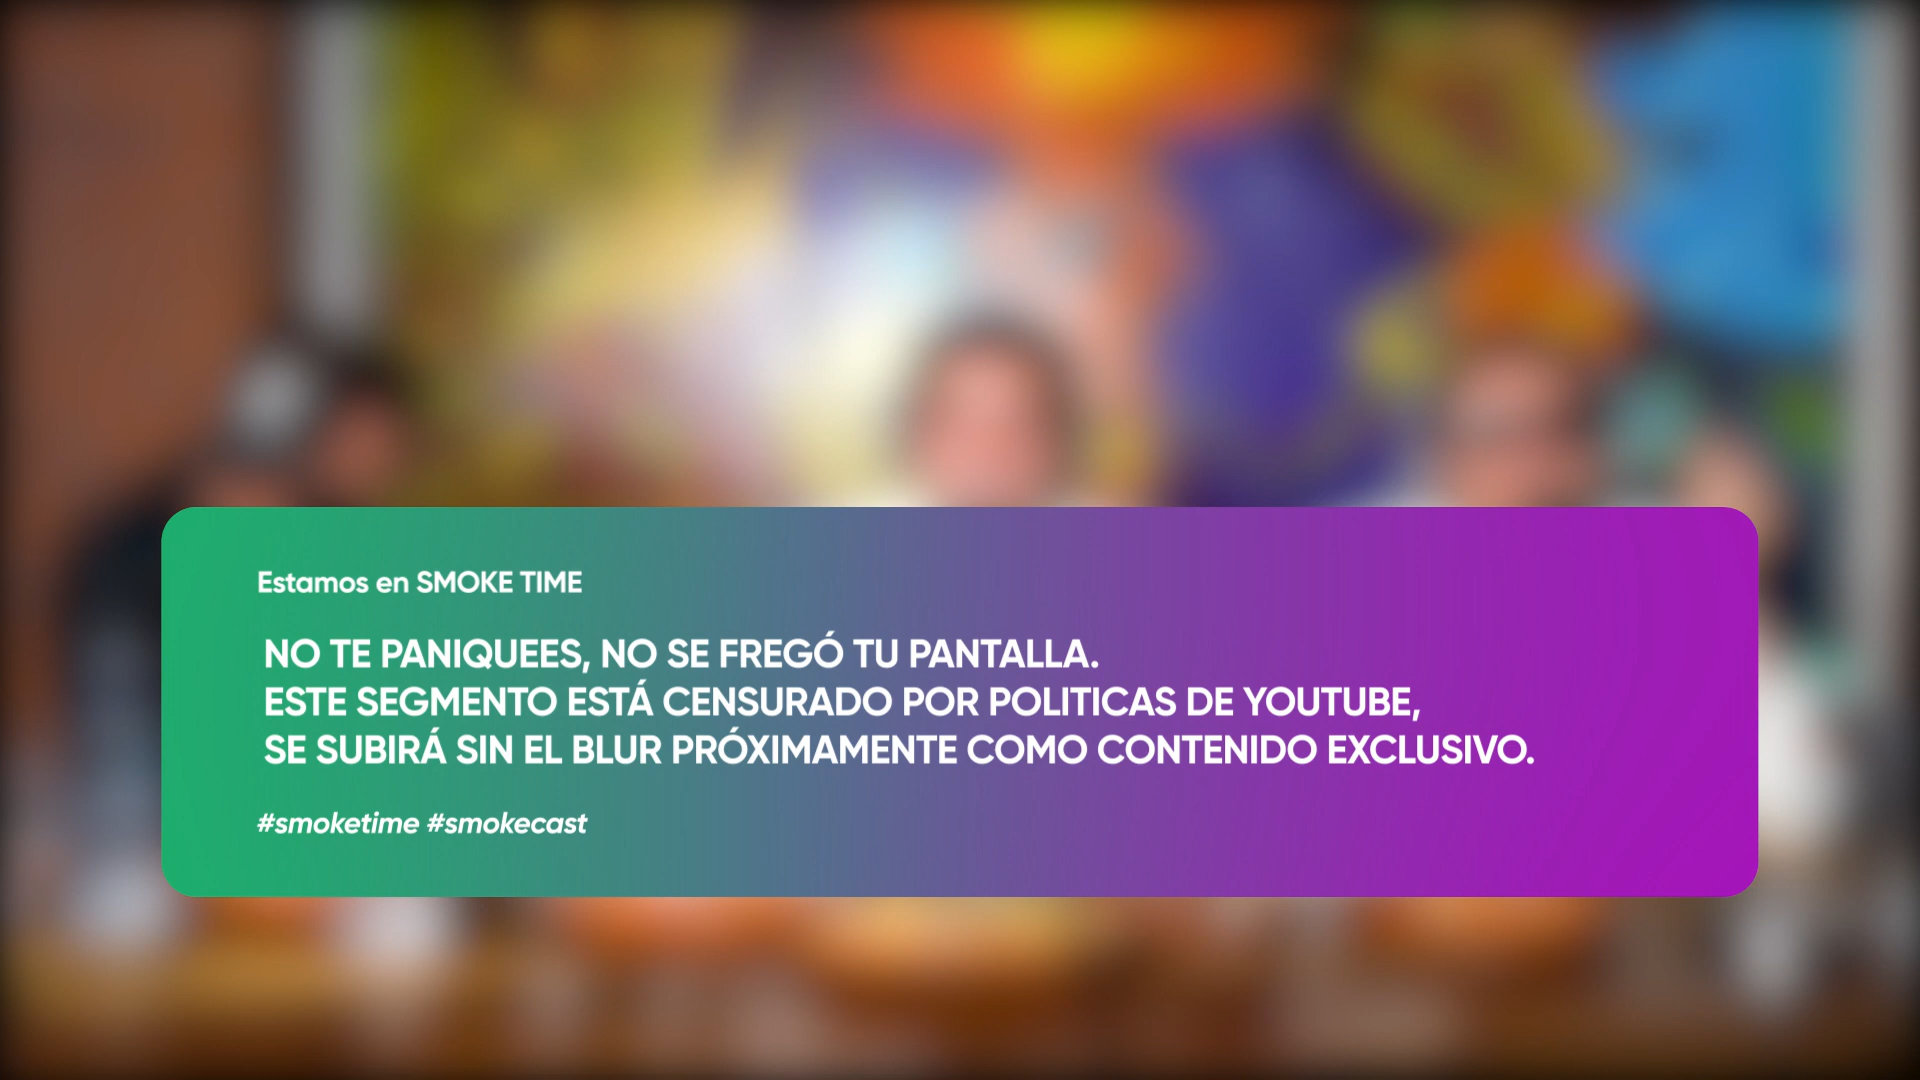 Estamos en SMOKE TIME
NO TE PANIQUEES, NO SE FREGÓ TU PANTALLA.
ESTE SEGMENTO ESTÁ CENSURADO POR POLITICAS DE YOUTUBE,
SE SUBIRÁ SIN EL BLUR PRÓXIMAMENTE COMO CONTENIDO EXCLUSIVO.
#smoketime #smokecast